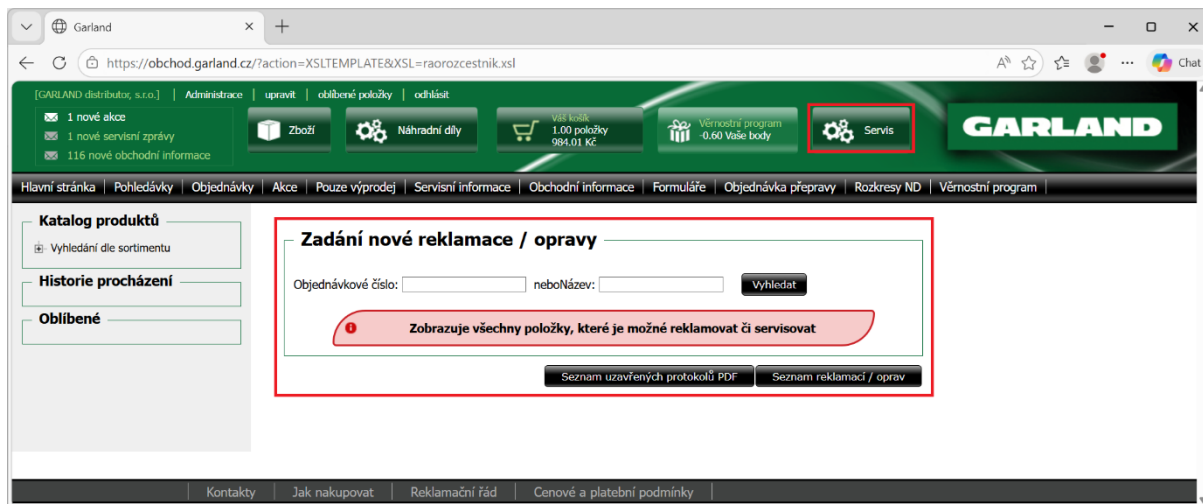 Garland
https://obchod.garland.cz/?action=XSLTEMPLATE&XSL=raorozcestnik.xsl
Chat
[GARLAND distributor, s.r.o.] | Administrace | upravit | oblíbené položky | odhlásit
1 nové akce
1 nové servisní zprávy
116 nové obchodní informace
Zboží
Náhradní díly
Váš košík
1.00 položky
984.01 Kč
Věrnostní program
-0.60 Vaše body
Servis
GARLAND
Hlavní stránka | Pohledávky | Objednávky | Akce | Pouze výprodej | Servisní informace | Obchodní informace | Formuláře | Objednávka přepravy | Rozkresy ND | Věrnostní program |
Katalog produktů
Vyhledání dle sortimentu
Historie procházení
Oblíbené
Zadání nové reklamace / opravy
Objednávkové číslo: neboNázev: Vyhledat
Zobrazuje všechny položky, které je možné reklamovat či servisovat
Seznam uzavřených protokolů PDF Seznam reklamací / oprav
| Kontakty | Jak nakupovat | Reklamační řád | Cenové a platební podmínky |